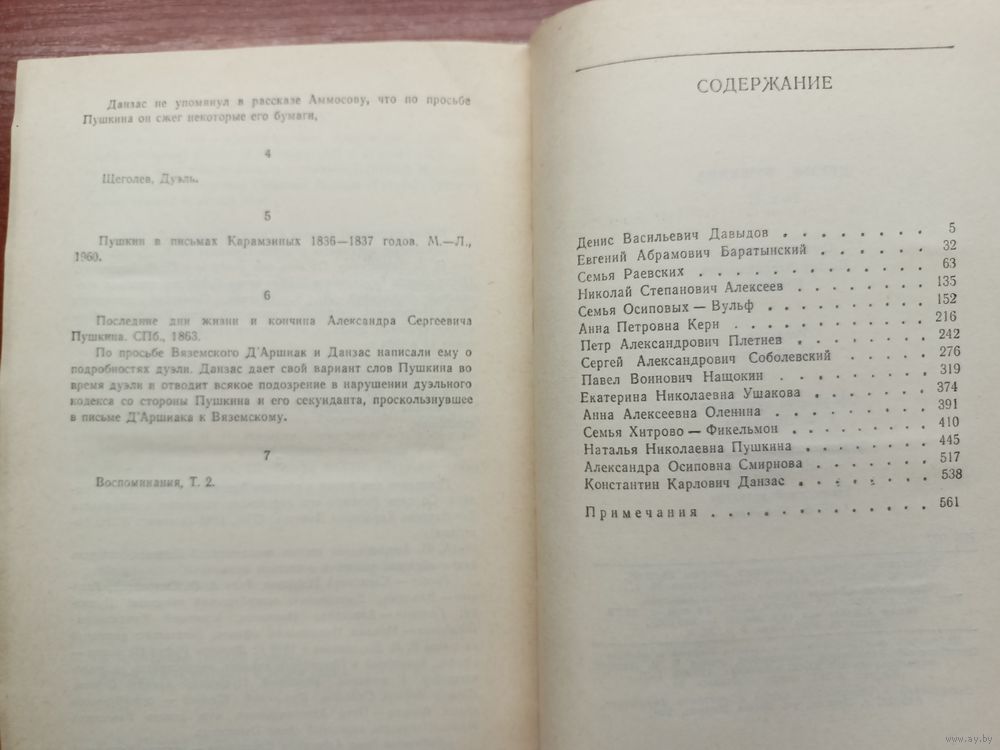 Данзас не упомянул в рассказе Аммосову, что по просьбе
Пушкина он сжег некоторые его бумаги,
4
Щеголев, Дуэль.
5
Пушкин в письмах Карамзиных 1836—1837 годов. М.—Л.,
1960.
6
Последние дни жизни и кончина Александра Сергеевича
Пушкина. СПб., 1863.
По просьбе Вяземского Д'Аршиак и Данзас написали ему о
подробностях дуэли. Данзас дает свой вариант слов Пушкина во
время дуэли и отводит всякое подозрение в нарушении дуэльного
кодекса со стороны Пушкина и его секунданта, проскользнувшее
в письме Д'Аршиака к Вяземскому.
7
Воспоминания, Т. 2.
СОДЕРЖАНИЕ
Денис Васильевич Давыдов . . . . . . . . 5
Евгений Абрамович Баратынский . . . . . . 32
Семья Раевских . . . . . . . . . . . . 63
Николай Степанович Алексеев . . . . . . . 135
Семья Осиповых — Вульф . . . . . . . . 152
Анна Петровна Керн . . . . . . . . . . 216
Петр Александрович Плетнев . . . . . . . 242
Сергей Александрович Соболевский . . . . . 276
Павел Воинович Нащокин . . . . . . . . 319
Екатерина Николаевна Ушакова . . . . . . . 374
Анна Алексеевна Оленина . . . . . . . . 391
Семья Хитрово — Фикельмон . . . . . . . 410
Наталья Николаевна Пушкина . . . . . . . 445
Александра Осиповна Смирнова . . . . . . 517
Константин Карлович Данзас . . . . . . . 538
Примечания . . . . . . . . . . . . . 561
www.ay.by